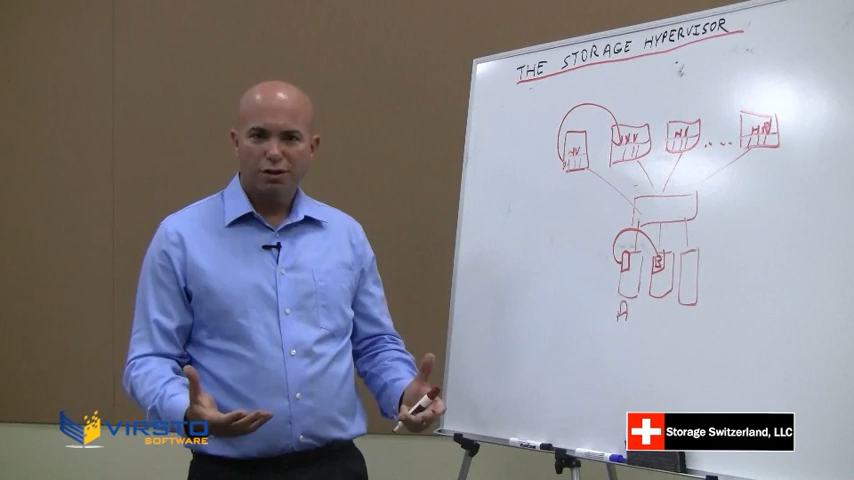 THE STORAGE HYPERVISOR
HV
HV
HV
HV
B
A
VIRSTO
SOFTWARE
Storage Switzerland, LLC